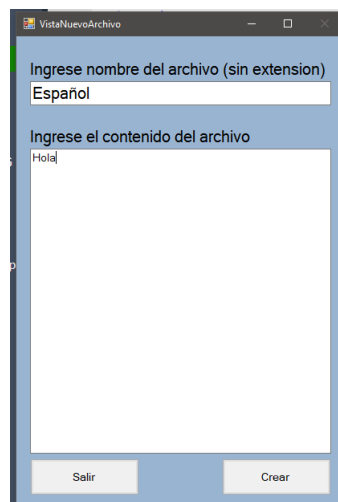 VistaNuevoArchivo
Ingrese nombre del archivo (sin extension)
Español
Ingrese el contenido del archivo
Hola
Salir
Crear